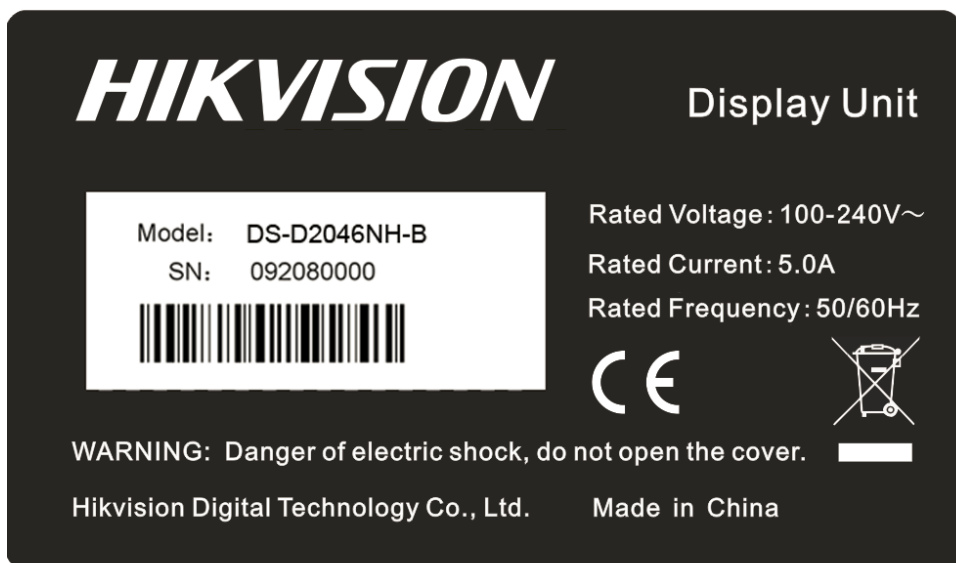 HIKVISION
Display Unit
Model: DS-D2046NH-B
SN: 092080000
Rated Voltage: 100-240V~
Rated Current: 5.0A
Rated Frequency: 50/60Hz
CE
WARNING: Danger of electric shock, do not open the cover.
Hikvision Digital Technology Co., Ltd. Made in China